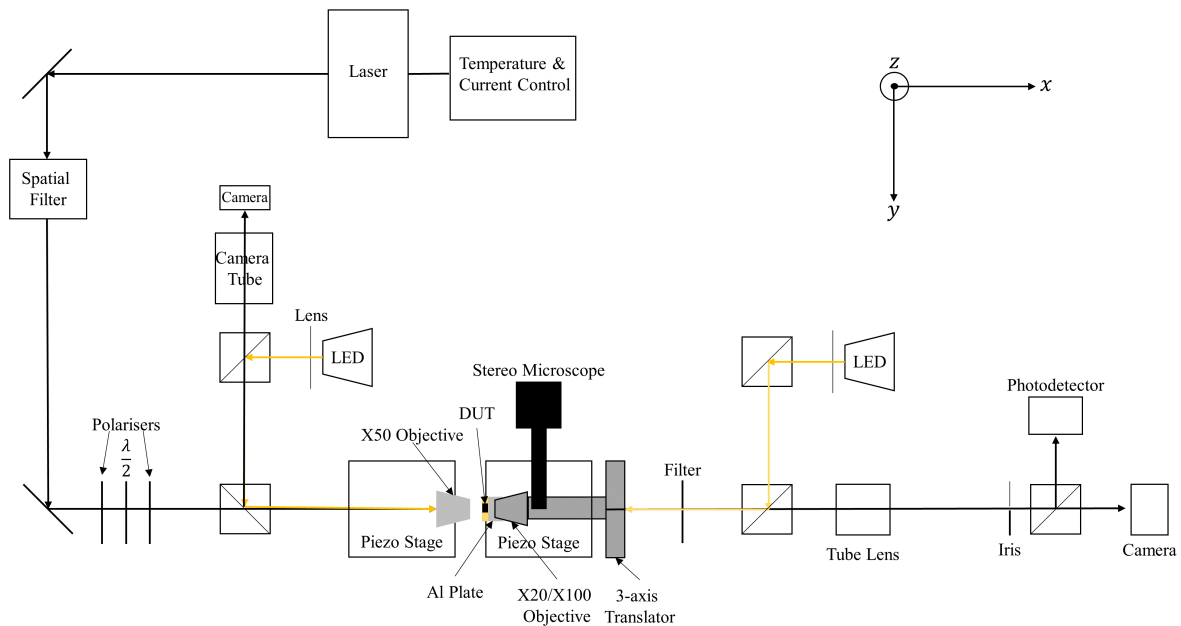 Laser
Temperature &
Current Control
z
x
y
Spatial
Filter
Camera
Camera
Tube
Lens
LED
LED
Stereo Microscope
Photodetector
DUT
Polarisers
λ
2
X50 Objective
Filter
Piezo Stage
Piezo Stage
Tube Lens
Iris
Camera
Al Plate
X20/X100
Objective
3-axis
Translator